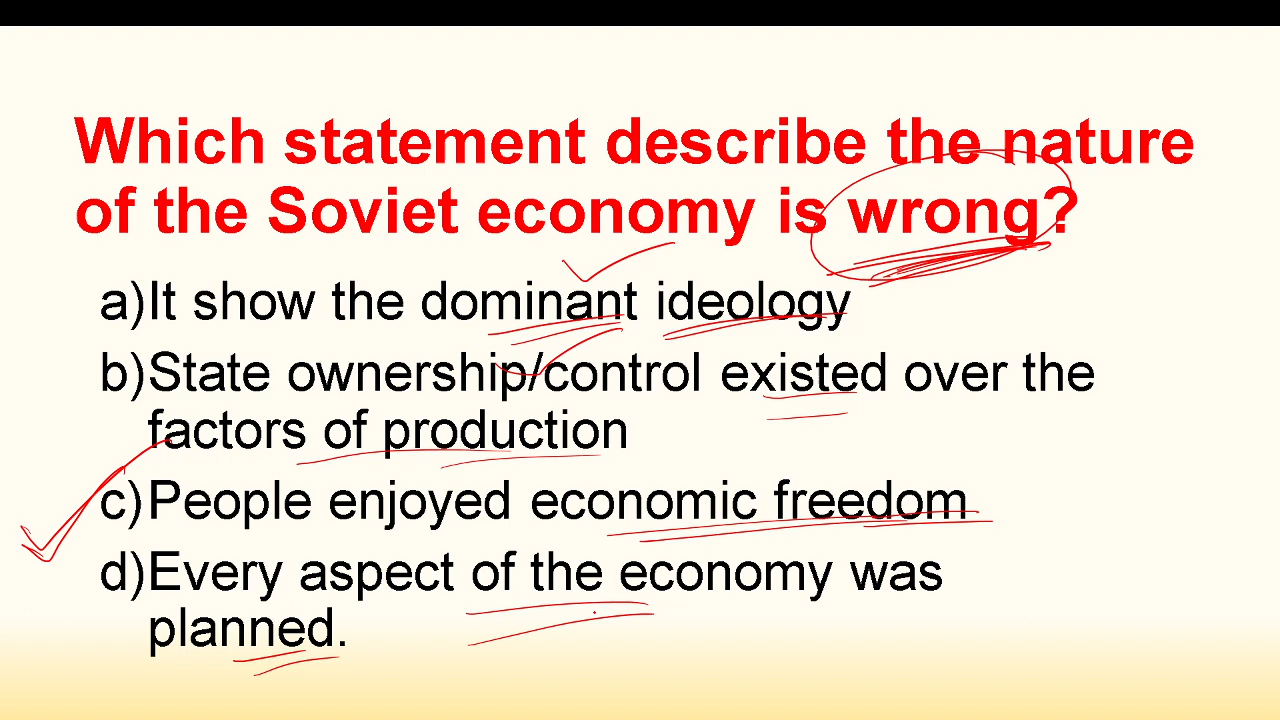 Which statement describe the nature
of the Soviet economy is wrong?
a)It show the dominant ideology
b)State ownership/control existed over the
factors of production
c)People enjoyed economic freedom
d)Every aspect of the economy was
planned.